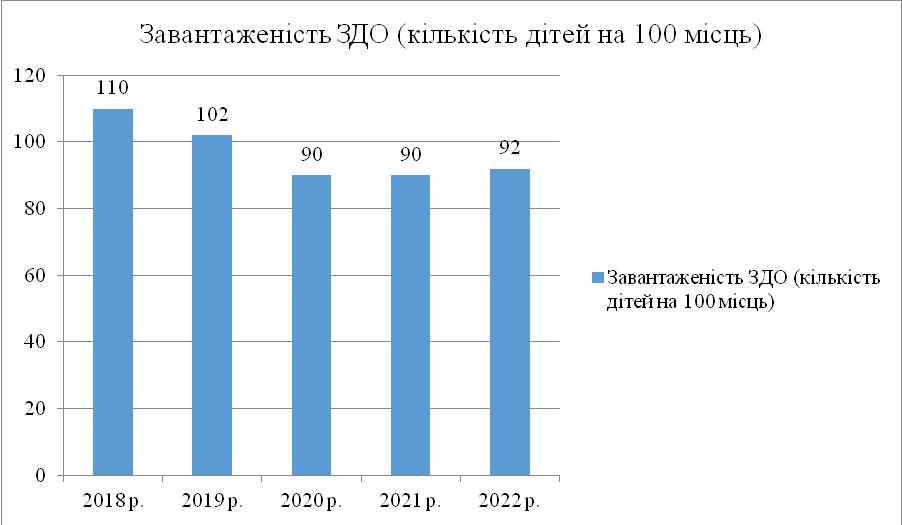 Завантаженість ЗДО (кількість дітей на 100 місць)
120
100
80
60
40
20
0
110
102
90
90
92
2018 р.
2019 р.
2020 р.
2021 р.
2022 р.
Завантаженість ЗДО (кількість
дітей на 100 місць)